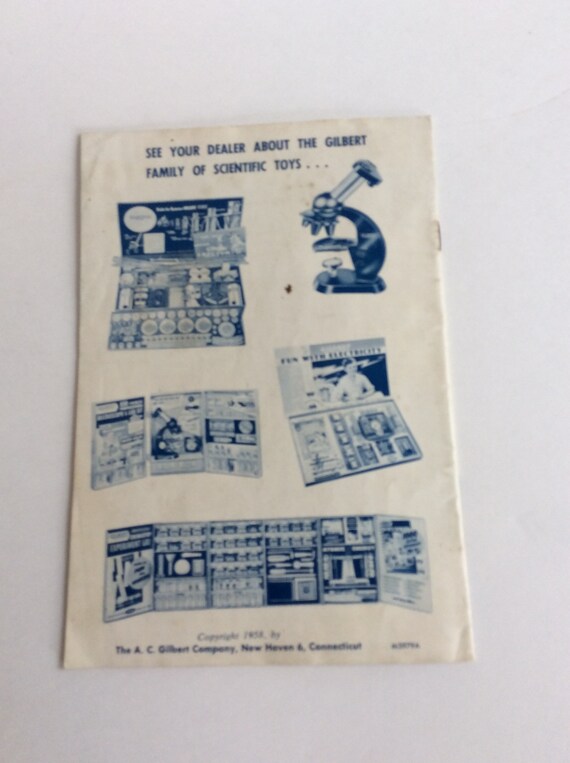 SEE YOUR DEALER ABOUT THE GILBERT
FAMILY OF SCIENTIFIC TOYS . . .
FUN WITH ELECTRICITY
Copyright 1958, by
The A. C. Gilbert Company, New Haven 6, Connecticut